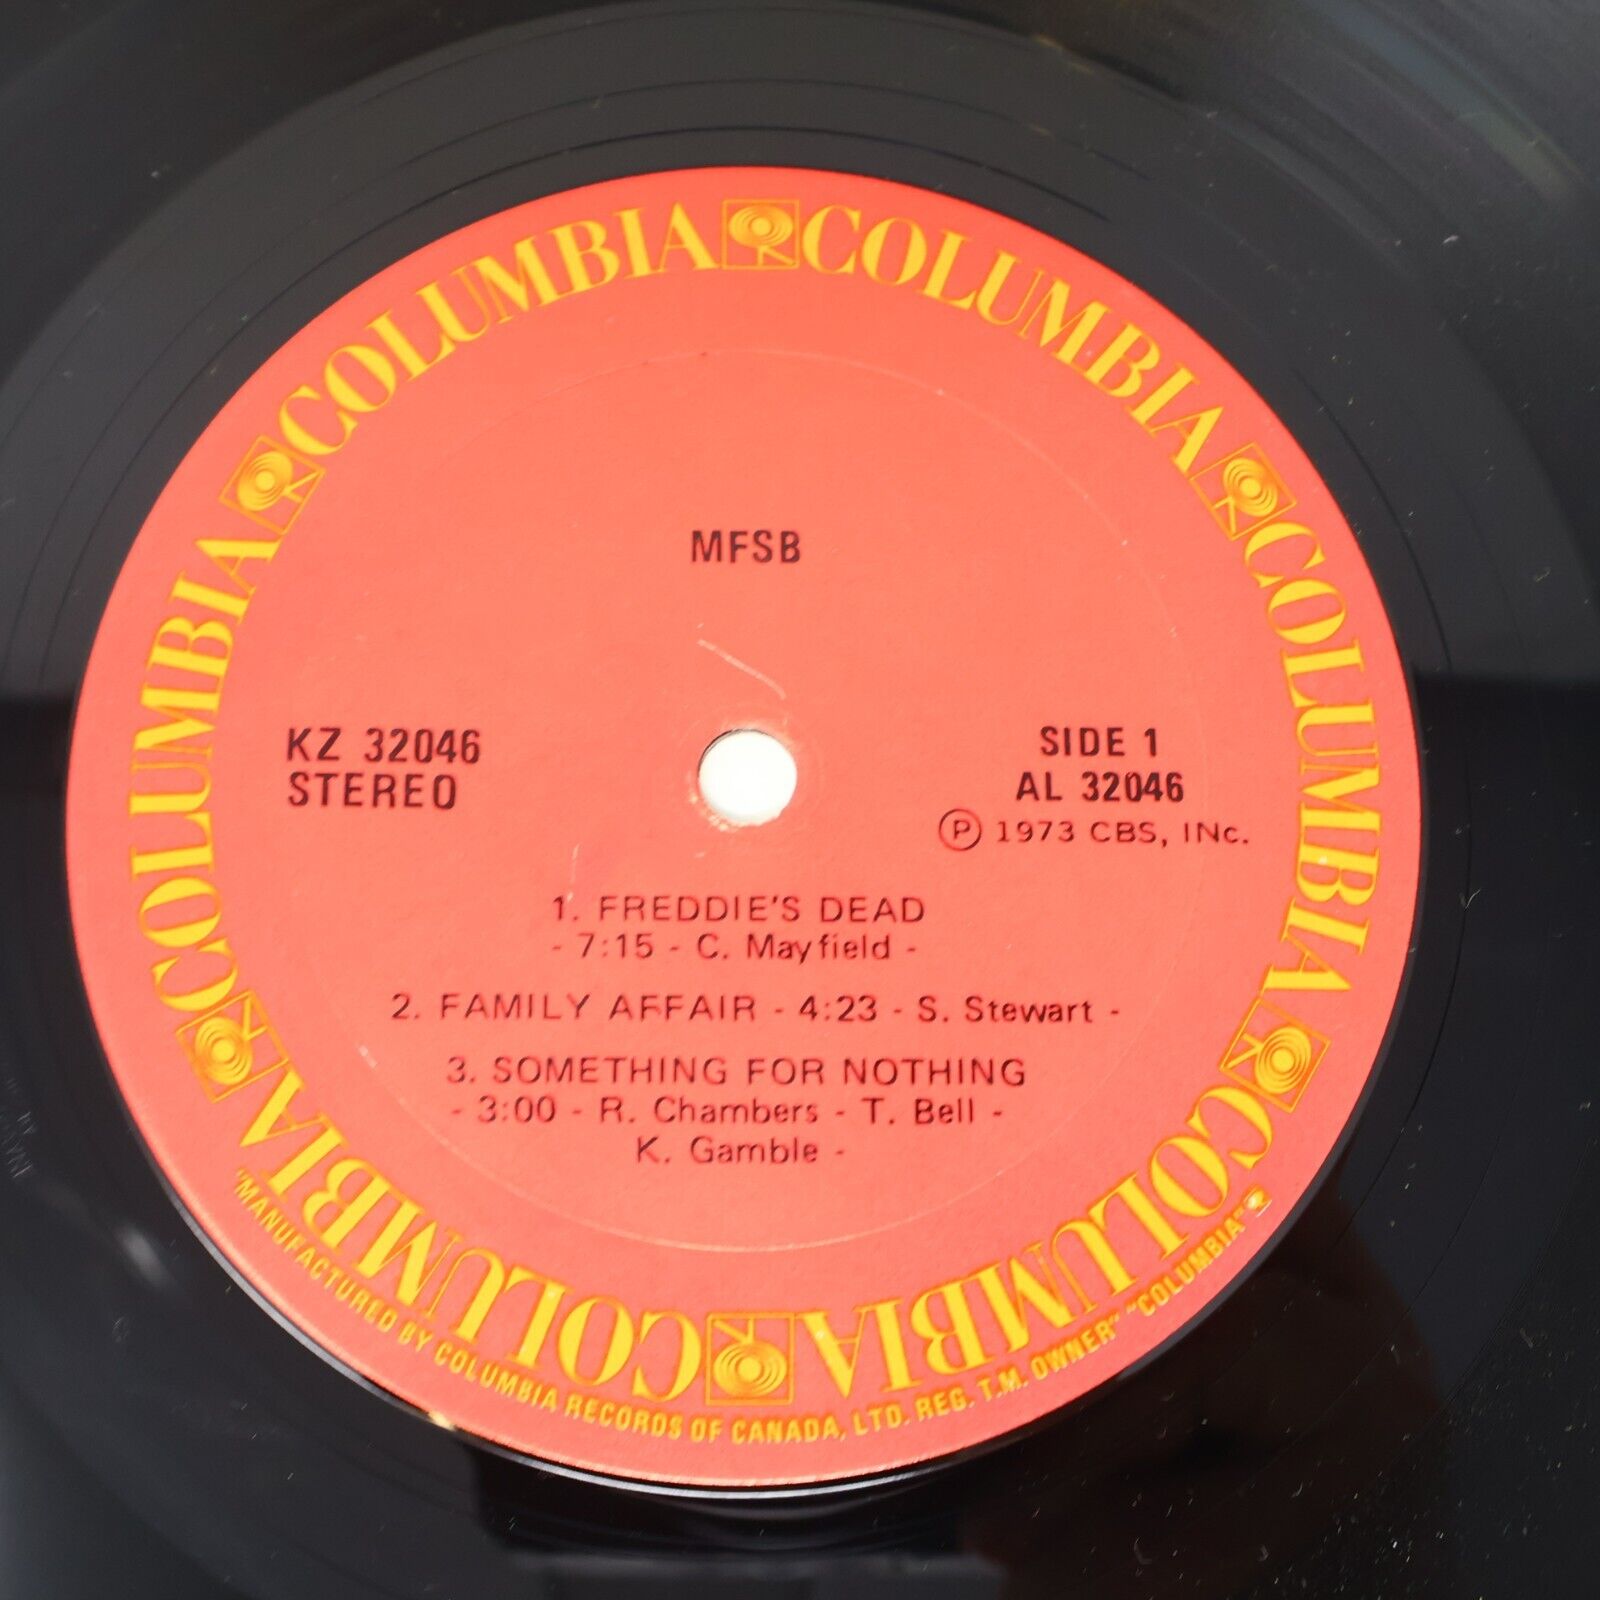 COLUMBIA COLUMBIA COLUMBIA COLUMBIA COLUMBIA COLUMBIA
MFSB
KZ 32046
STEREO
SIDE 1
AL 32046
Ⓟ 1973 CBS, INc.
1. FREDDIE'S DEAD
- 7:15 - C. Mayfield -
2. FAMILY AFFAIR - 4:23 - S. Stewart -
3. SOMETHING FOR NOTHING
- 3:00 - R. Chambers - T. Bell -
K. Gamble -
"MANUFACTURED BY COLUMBIA RECORDS OF CANADA, LTD. REG. T.M. OWNER" "COLUMBIA"